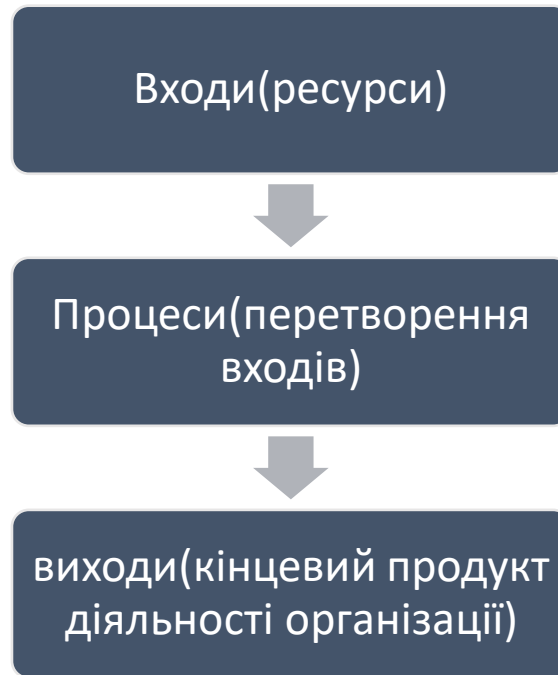 Входи(ресурси)
Процеси(перетворення
входів)
виходи(кінцевий продукт
діяльності організації)